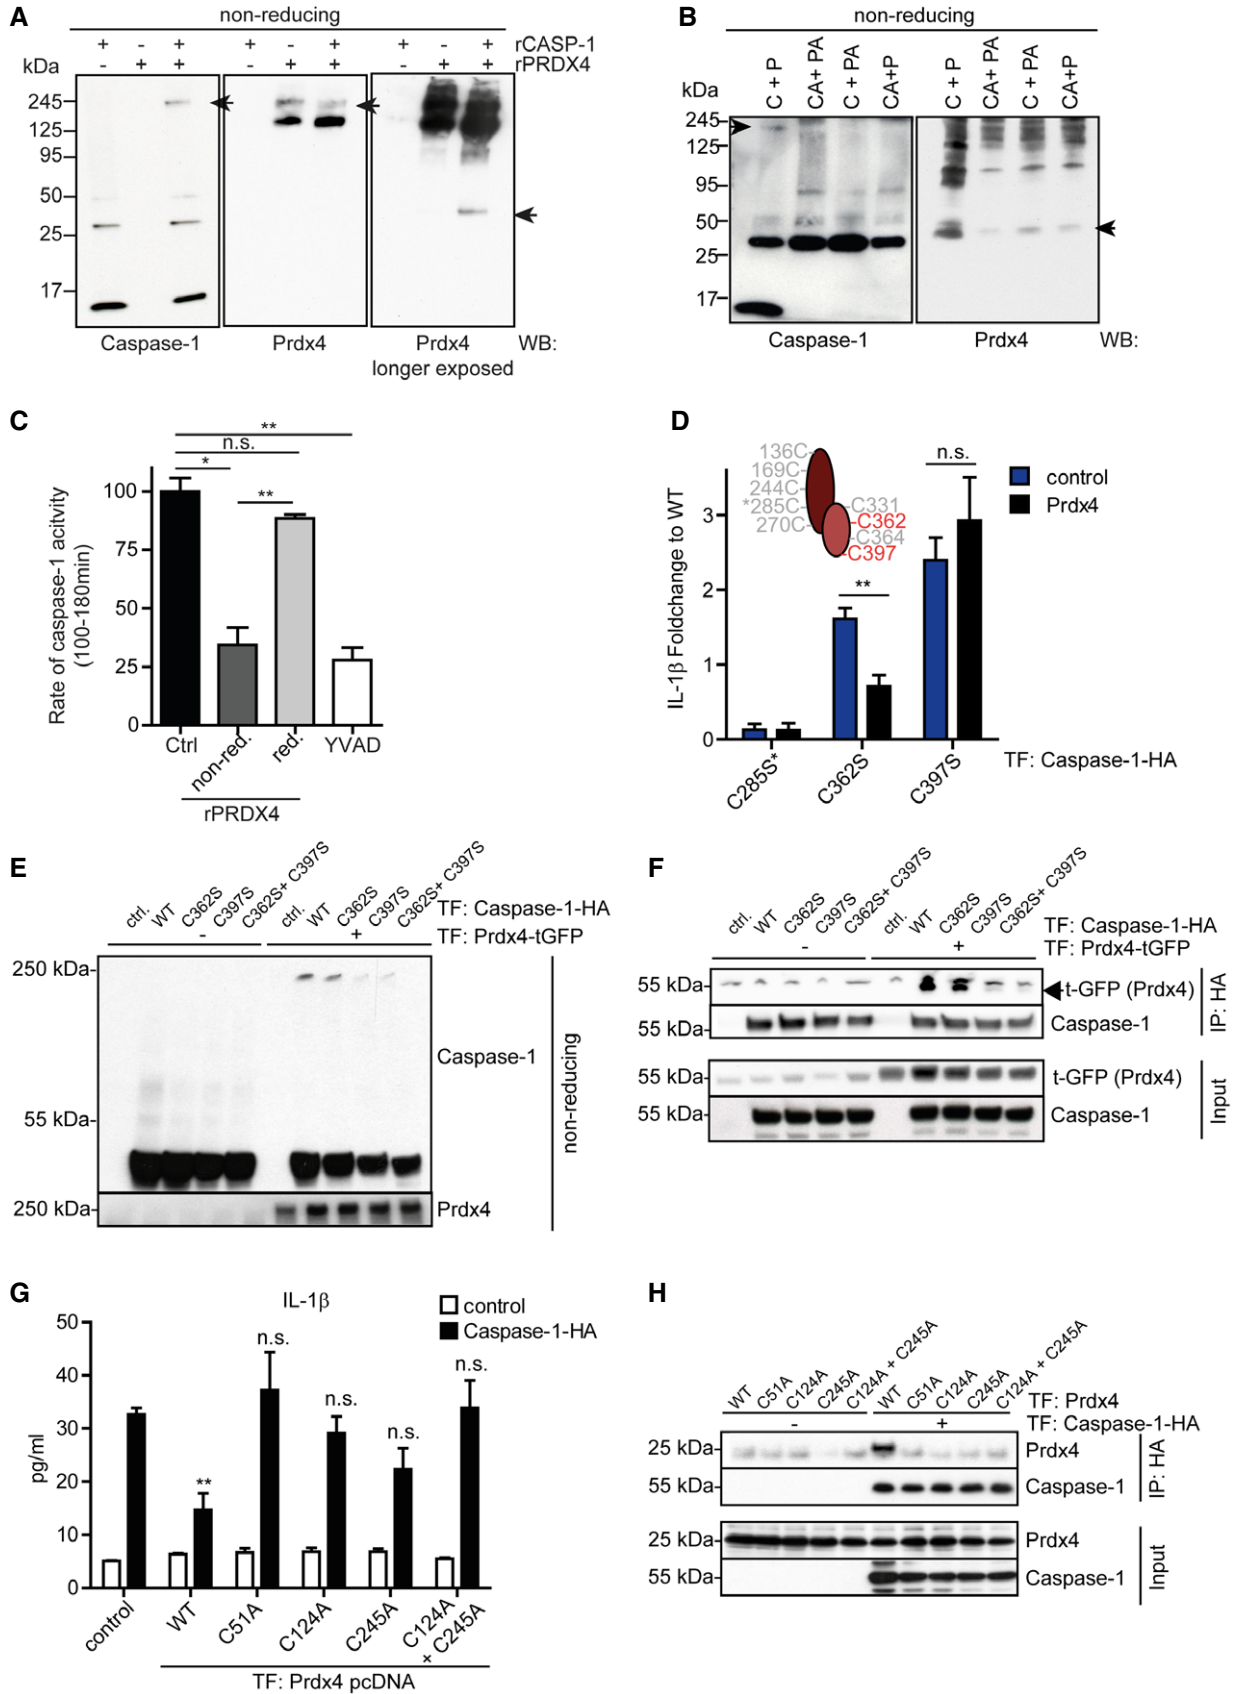 A
non-reducing
+ - + rCASP-1
- + + rPRDX4
+ - +
- + +
+ - +
- + +
kDa
245
125
95
50
25
17
Caspase-1
Prdx4
Prdx4
longer exposed
WB:
B
non-reducing
C + P
CA+ PA
C + PA
CA+P
C + P
CA+ PA
C + PA
CA+P
kDa
245
125
95
50
25
17
Caspase-1
Prdx4
WB:
C
**
n.s.
*
**
Rate of caspase-1 acitvity
(100-180min)
100
75
50
25
0
Ctrl
non-red.
red.
YVAD
rPRDX4
D
136C
169C
244C
*285C
270C
C331
C362
C364
C397
n.s.
**
control
Prdx4
IL-1β Foldchange to WT
3
2
1
0
C285S*
C362S
C397S
TF: Caspase-1-HA
E
ctrl.
WT
C362S
C397S
C362S+ C397S
ctrl.
WT
C362S
C397S
C362S+ C397S
TF: Caspase-1-HA
- + TF: Prdx4-tGFP
250 kDa
Caspase-1
55 kDa
250 kDa
Prdx4
non-reducing
F
ctrl.
WT
C362S
C397S
C362S+ C397S
ctrl.
WT
C362S
C397S
C362S+ C397S
TF: Caspase-1-HA
- + TF: Prdx4-tGFP
55 kDa
t-GFP (Prdx4)
55 kDa
Caspase-1
IP: HA
55 kDa
t-GFP (Prdx4)
55 kDa
Caspase-1
Input
G
IL-1β
control
Caspase-1-HA
pg/ml
50
40
30
20
10
0
**
n.s.
n.s.
n.s.
n.s.
control
WT
C51A
C124A
C245A
C124A
+ C245A
TF: Prdx4 pcDNA
H
WT
C51A
C124A
C245A
C124A + C245A
WT
C51A
C124A
C245A
C124A + C245A
TF: Prdx4
- + TF: Caspase-1-HA
25 kDa
Prdx4
55 kDa
Caspase-1
IP: HA
25 kDa
Prdx4
55 kDa
Caspase-1
Input